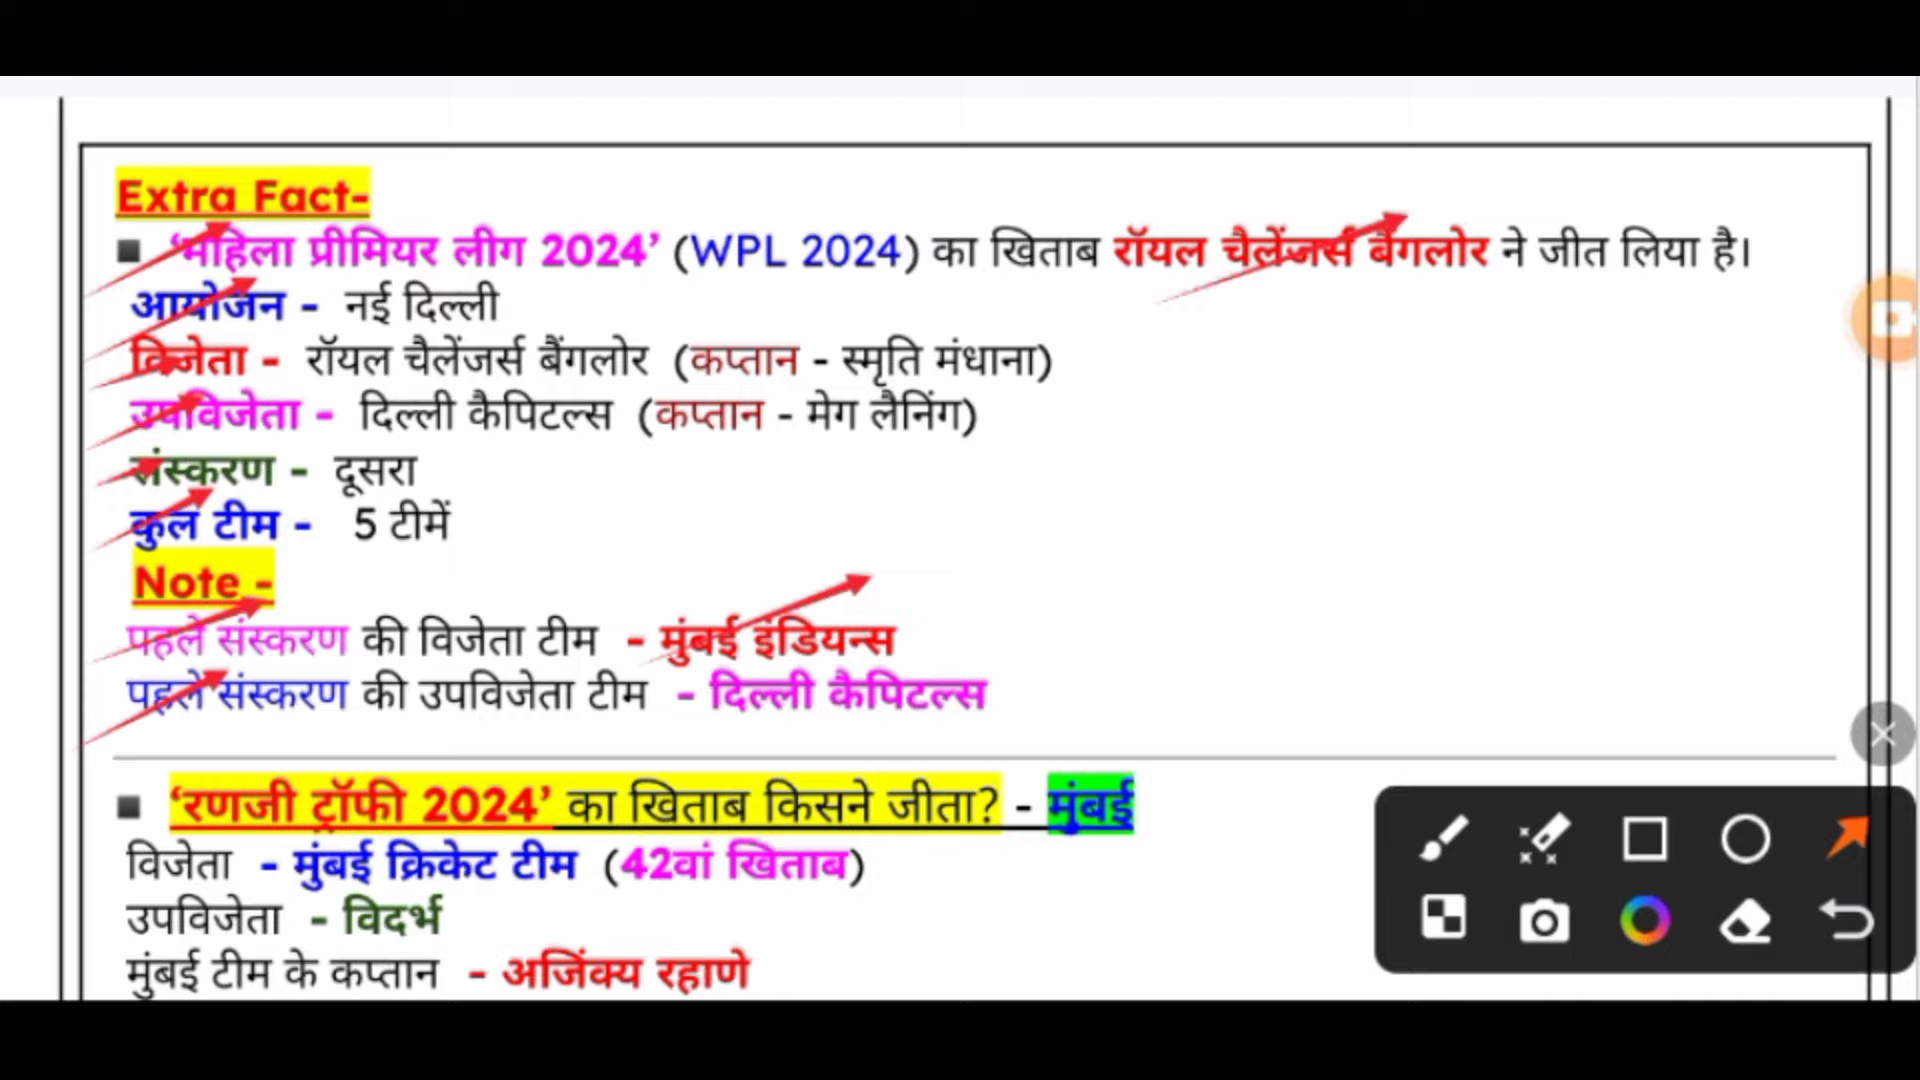 Extra Fact-
▪ ‘महिला प्रीमियर लीग 2024’ (WPL 2024) का खिताब रॉयल चैलेंजर्स बैंगलोर ने जीत लिया है।
आयोजन - नई दिल्ली
विजेता - रॉयल चैलेंजर्स बैंगलोर (कप्तान - स्मृति मंधाना)
उपविजेता - दिल्ली कैपिटल्स (कप्तान - मेग लैनिंग)
संस्करण - दूसरा
कुल टीम - 5 टीमें
Note -
पहले संस्करण की विजेता टीम - मुंबई इंडियन्स
पहले संस्करण की उपविजेता टीम - दिल्ली कैपिटल्स
▪ ‘रणजी ट्रॉफी 2024’ का खिताब किसने जीता? - मुंबई
विजेता - मुंबई क्रिकेट टीम (42वां खिताब)
उपविजेता - विदर्भ
मुंबई टीम के कप्तान - अजिंक्य रहाणे